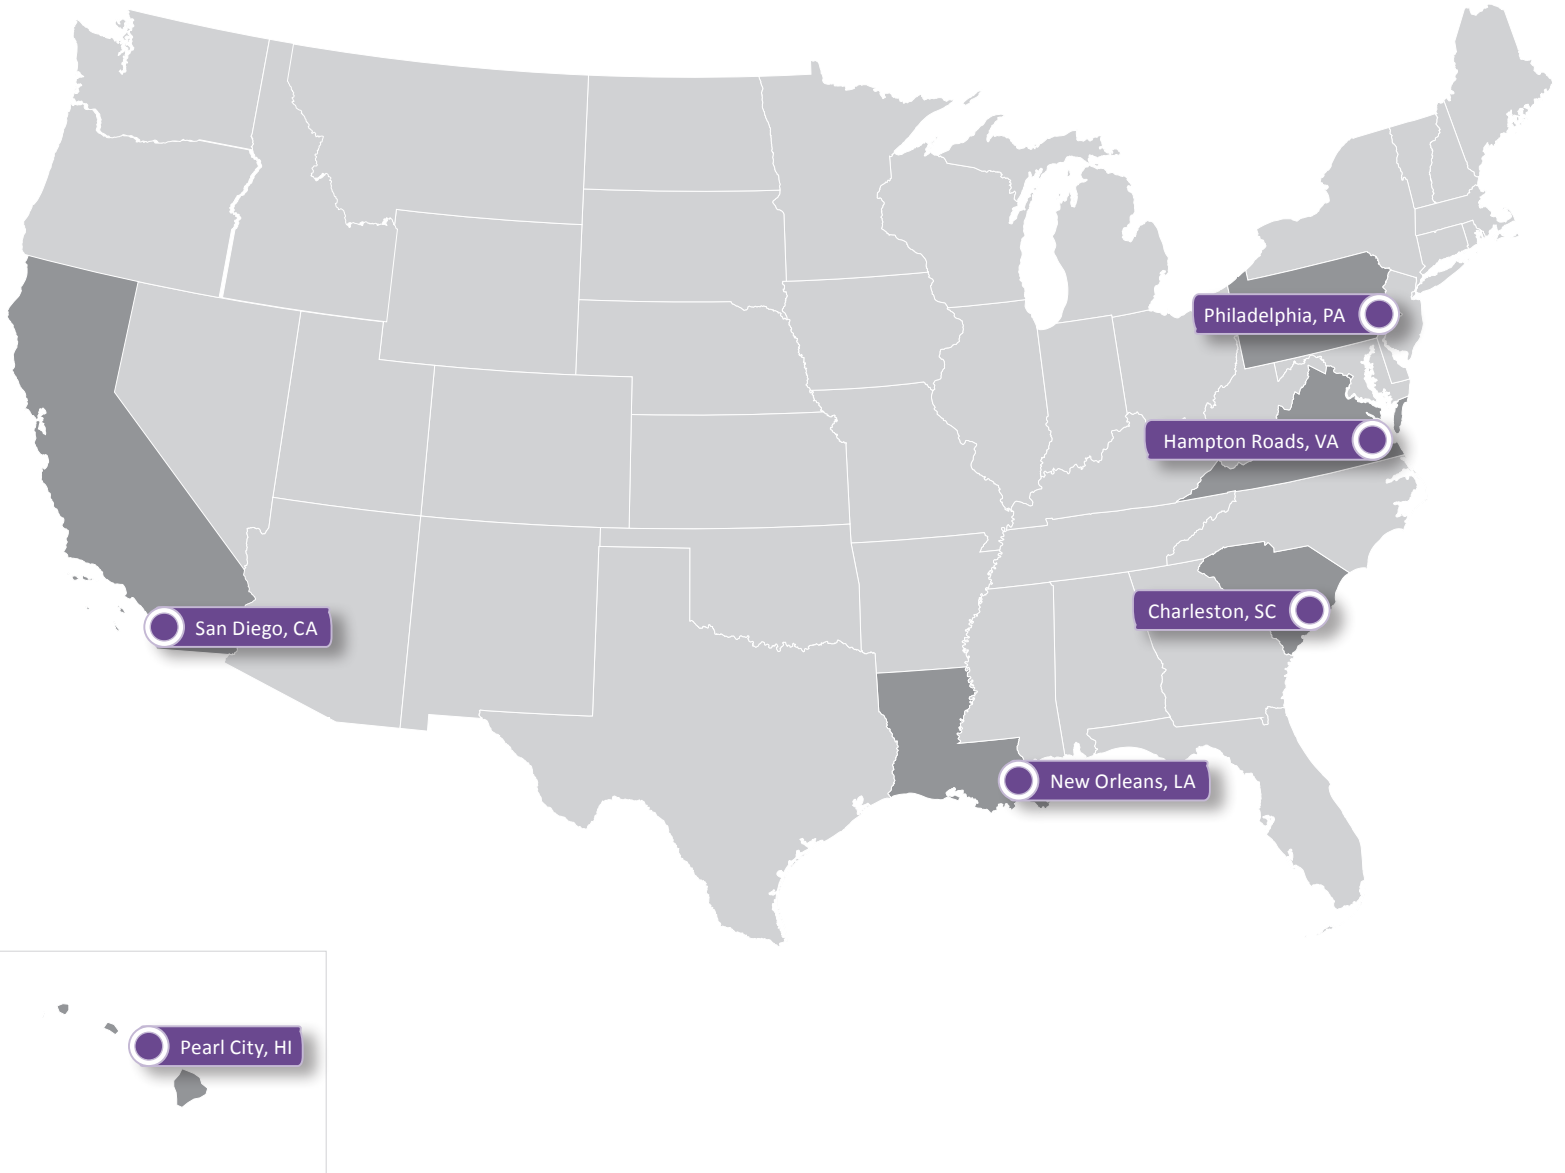 Philadelphia, PA
Hampton Roads, VA
Charleston, SC
San Diego, CA
New Orleans, LA
Pearl City, HI